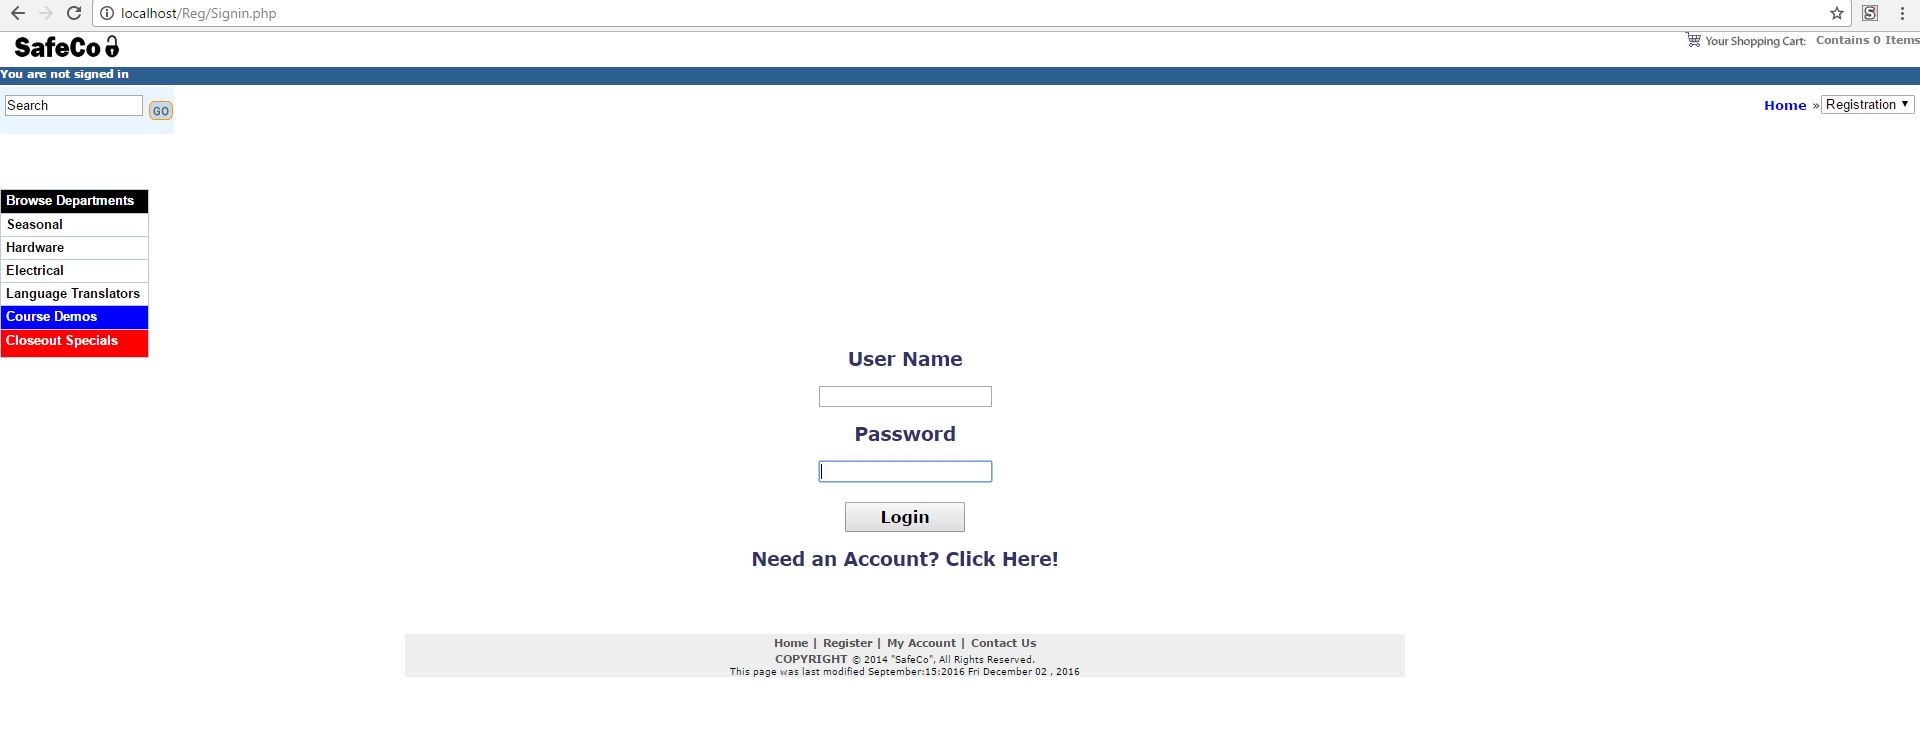 localhost/Reg/Signin.php
SafeCo
Your Shopping Cart: Contains 0 Items
You are not signed in
Search GO
Home » Registration
Browse Departments
Seasonal
Hardware
Electrical
Language Translators
Course Demos
Closeout Specials
User Name
Password
Login
Need an Account? Click Here!
Home | Register | My Account | Contact Us
COPYRIGHT © 2014 "SafeCo", All Rights Reserved.
This page was last modified September:15:2016 Fri December 02 , 2016